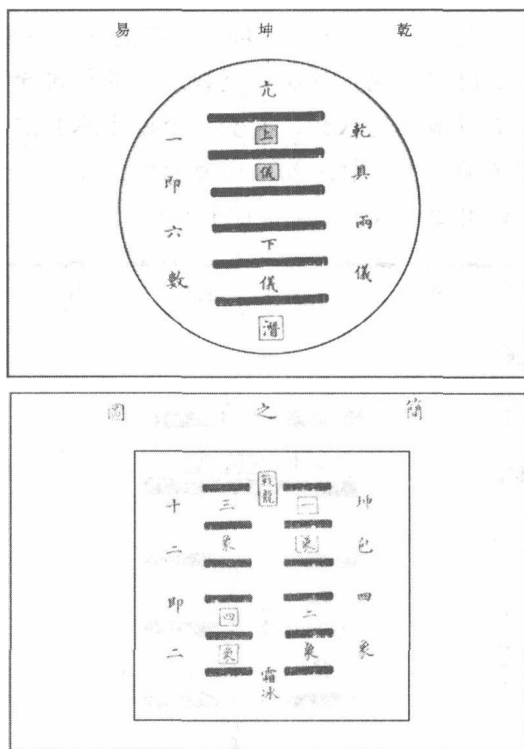 乾坤易
亢
乾具兩儀
上儀
下儀
潛
一即六數
簡之圖
戰龍
坤包四象
一象
二象
三象
四象
霜冰
十二即二